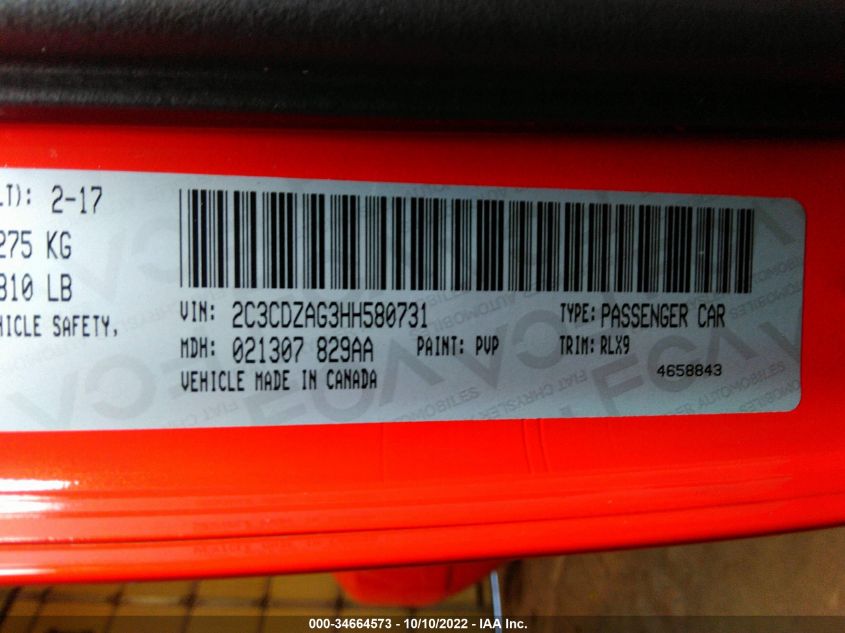 LT): 2-17
275 KG
810 LB
HICLE SAFETY,
VIN: 2C3CDZAG3HH580731 TYPE: PASSENGER CAR
MDH: 021307 829AA PAINT: PVP TRIM: RLX9
VEHICLE MADE IN CANADA 4658843
000-34664573 - 10/10/2022 - IAA Inc.